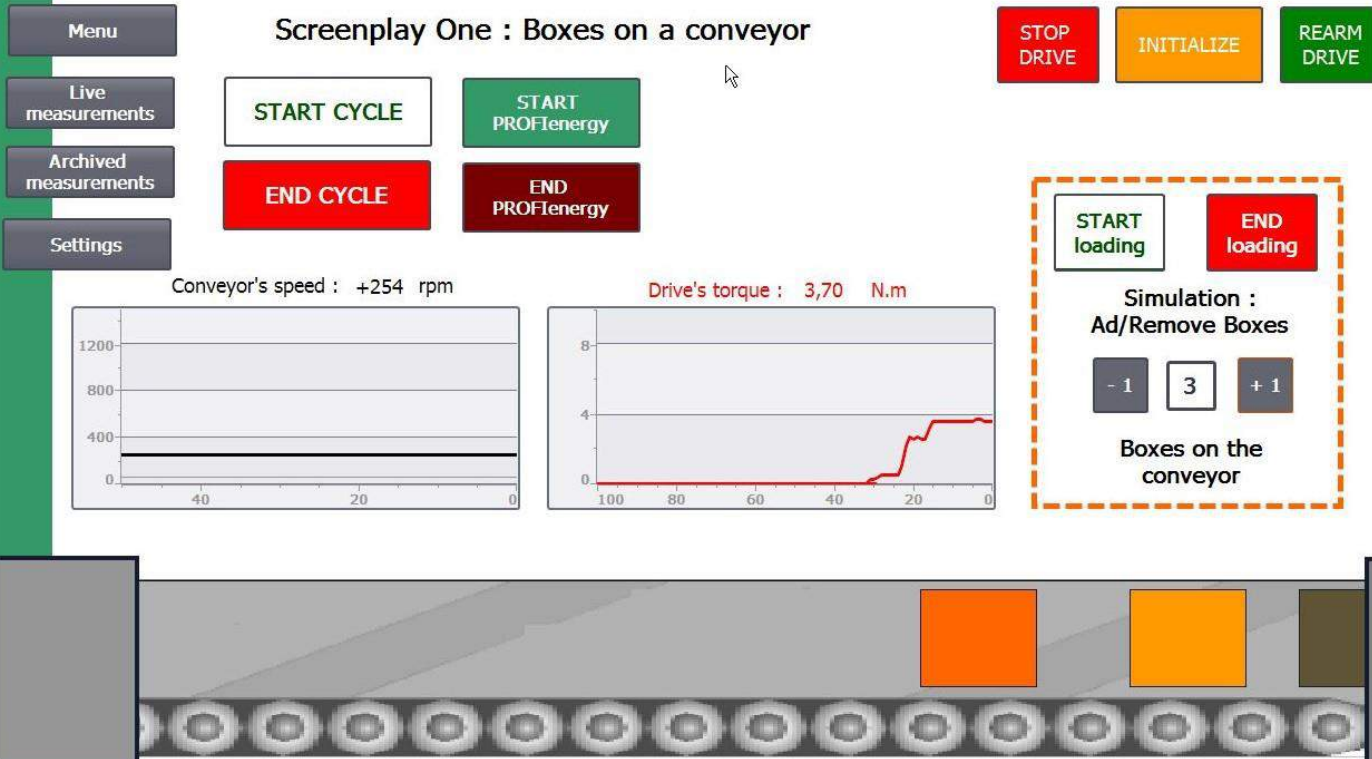 Menu
Screenplay One : Boxes on a conveyor
STOP
DRIVE
INITIALIZE
REARM
DRIVE
Live
measurements
START CYCLE
START
PROFIenergy
Archived
measurements
END CYCLE
END
PROFIenergy
Settings
START
loading
END
loading
Conveyor's speed : +254 rpm
Drive's torque : 3,70 N.m
Simulation :
Ad/Remove Boxes
1200
800
400
0
40 20 0
8
4
0
100 80 60 40 20 0
- 1 3 + 1
Boxes on the
conveyor